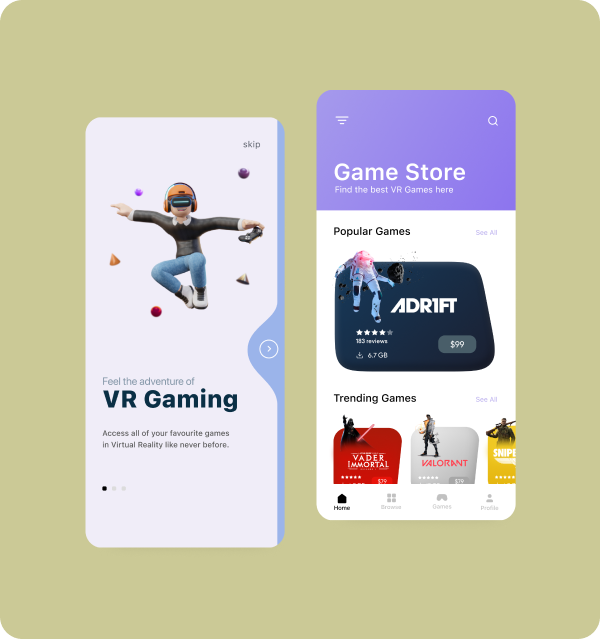 skip
Feel the adventure of
VR Gaming
Access all of your favourite games
in Virtual Reality like never before.
Game Store
Find the best VR Games here
Popular Games
See All
ADR1FT
183 reviews
$99
6.7 GB
Trending Games
See All
VADER
IMMORTAL
$79
VALORANT
$79
SNIPE
Home
Browse
Games
Profile